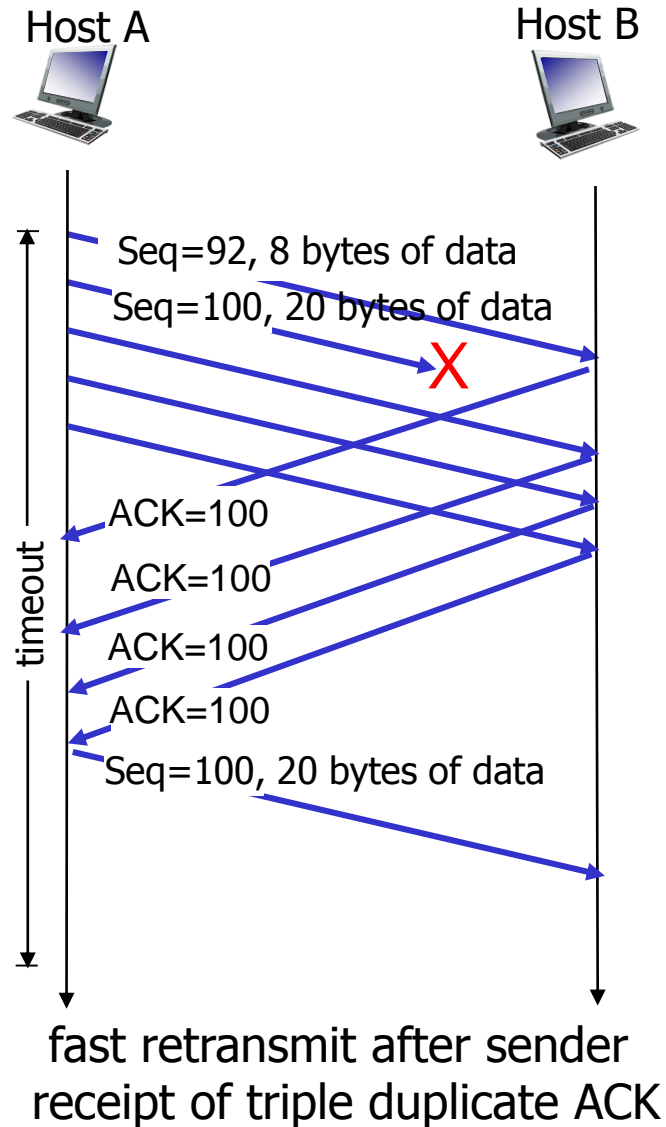 Host A
Host B
Seq=92, 8 bytes of data
Seq=100, 20 bytes of data
X
ACK=100
timeout
ACK=100
ACK=100
ACK=100
Seq=100, 20 bytes of data
fast retransmit after sender
receipt of triple duplicate ACK